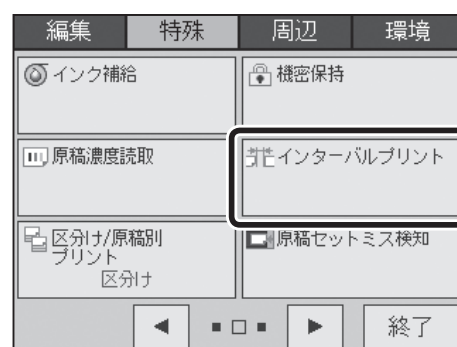 編集 特殊 周辺 環境
インク補給 機密保持
原稿濃度読取 インターバルプリント
区分け/原稿別 原稿セットミス検知
プリント
区分け
終了